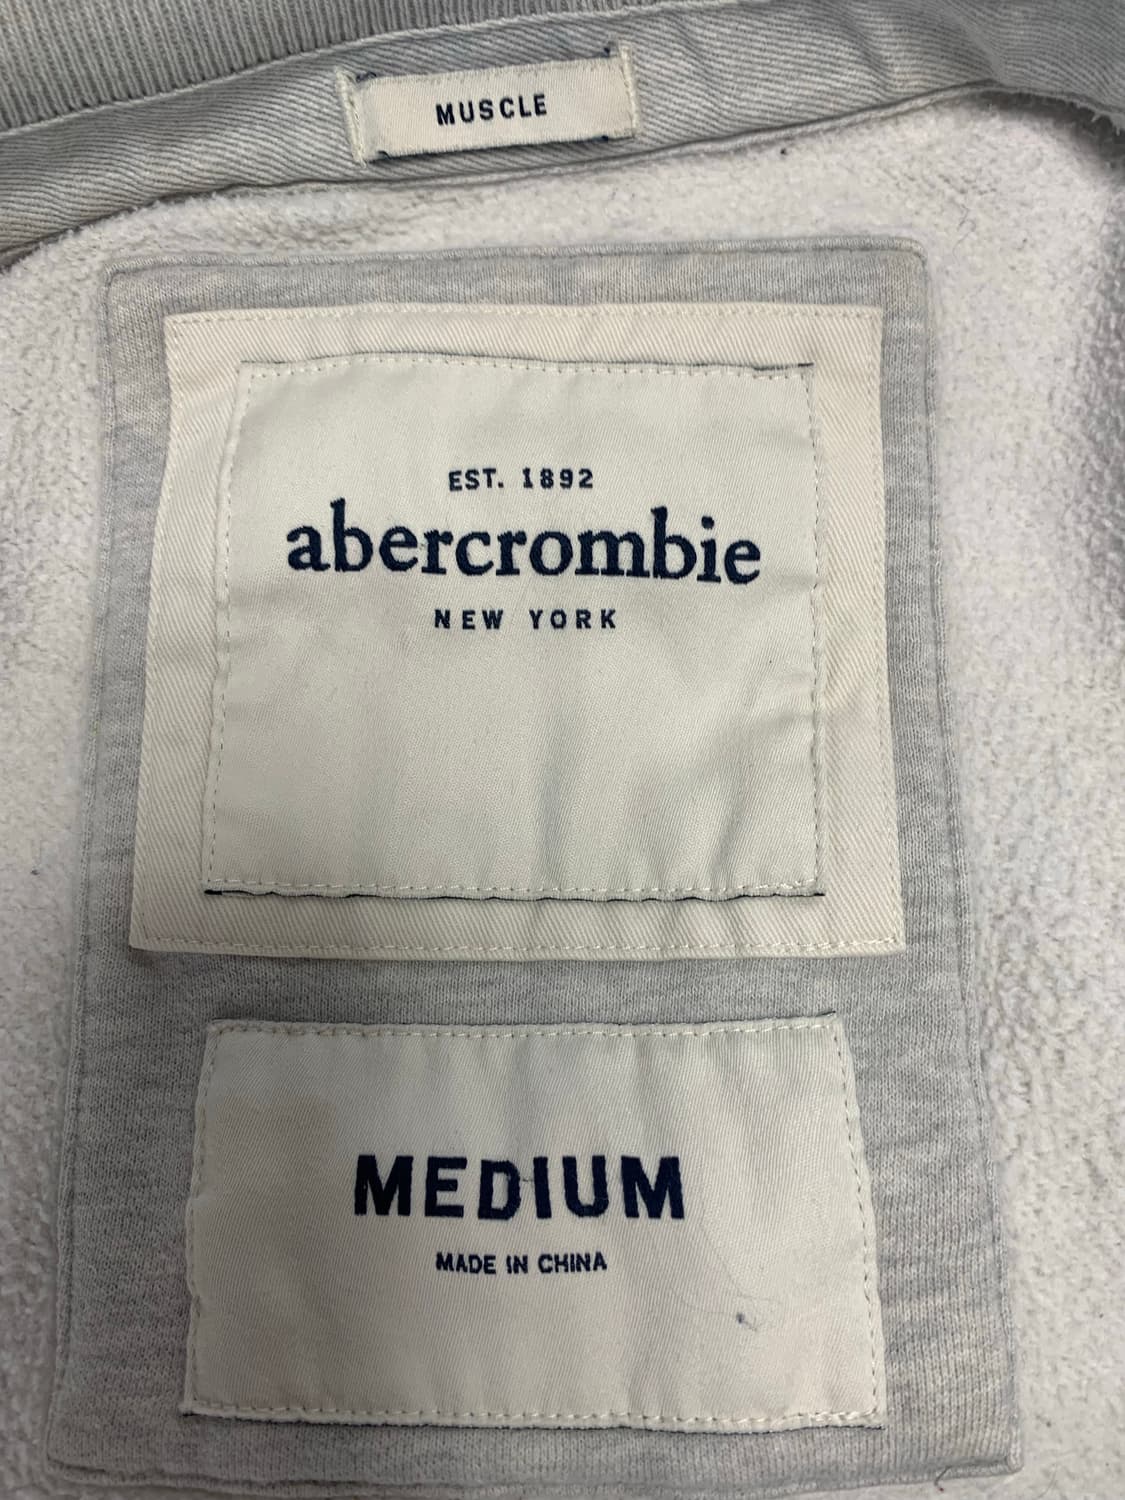 MUSCLE
EST. 1892
abercrombie
NEW YORK
MEDIUM
MADE IN CHINA